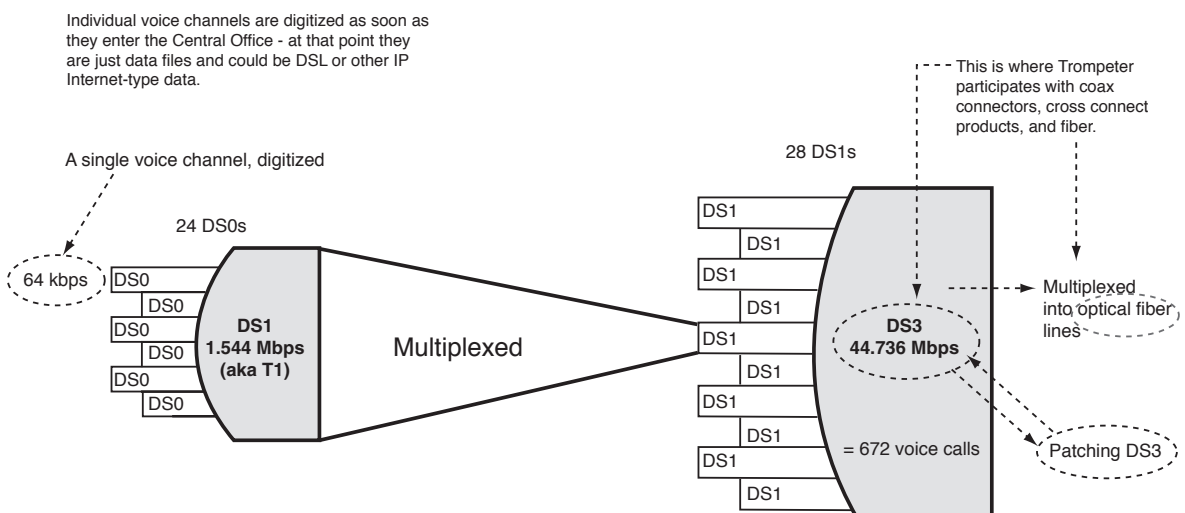 Individual voice channels are digitized as soon as
they enter the Central Office - at that point they
are just data files and could be DSL or other IP
Internet-type data.
This is where Trompeter
participates with coax
connectors, cross connect
products, and fiber.
A single voice channel, digitized
28 DS1s
24 DS0s
64 kbps
DS0
DS0
DS0
DS0
DS0
DS0
DS1
1.544 Mbps
(aka T1)
Multiplexed
DS1
DS1
DS1
DS1
DS1
DS1
DS1
DS1
DS1
DS1
DS3
44.736 Mbps
= 672 voice calls
Multiplexed
into optical fiber
lines
Patching DS3